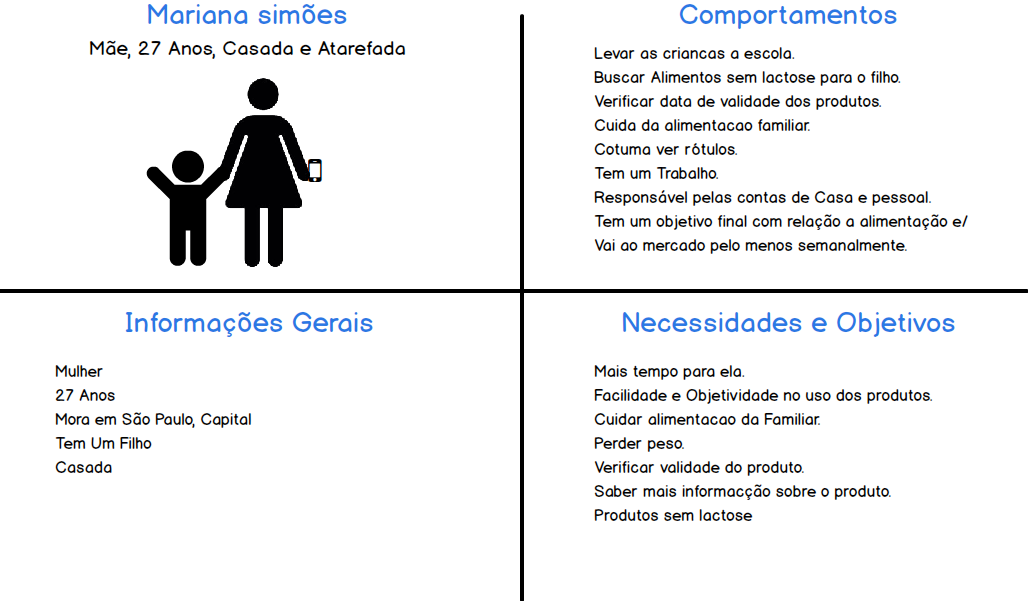 Mariana simões
Mãe, 27 Anos, Casada e Atarefada
Comportamentos
Levar as criancas a escola.
Buscar Alimentos sem lactose para o filho.
Verificar data de validade dos produtos.
Cuida da alimentacao familiar.
Cotuma ver rótulos.
Tem um Trabalho.
Responsável pelas contas de Casa e pessoal.
Tem um objetivo final com relação a alimentação e/
Vai ao mercado pelo menos semanalmente.
Informações Gerais
Mulher
27 Anos
Mora em São Paulo, Capital
Tem Um Filho
Casada
Necessidades e Objetivos
Mais tempo para ela.
Facilidade e Objetividade no uso dos produtos.
Cuidar alimentacao da Familiar.
Perder peso.
Verificar validade do produto.
Saber mais informacção sobre o produto.
Produtos sem lactose